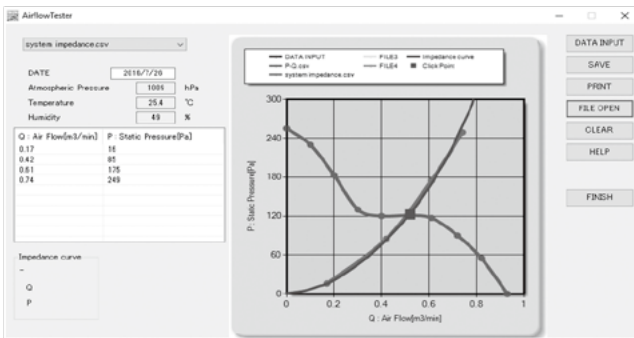 AirflowTester
system impedance.csv
DATE 2016/7/20
Atmospheric Pressure 1006 hPa
Temperature 25.4 ℃
Humidity 49 %
Q : Air Flow[m3/min] P : Static Pressure[Pa]
0.17 16
0.42 85
0.61 175
0.74 249
Impedance curve
-
Q
P
DATA INPUT FILE3 Impedance curve
P-Q.csv FILE4 Click Point
system impedance.csv
P : Static Pressure[Pa]
300
240
180
120
60
0
0 0.2 0.4 0.6 0.8 1
Q : Air Flow[m3/min]
DATA INPUT
SAVE
PRINT
FILE OPEN
CLEAR
HELP
FINISH